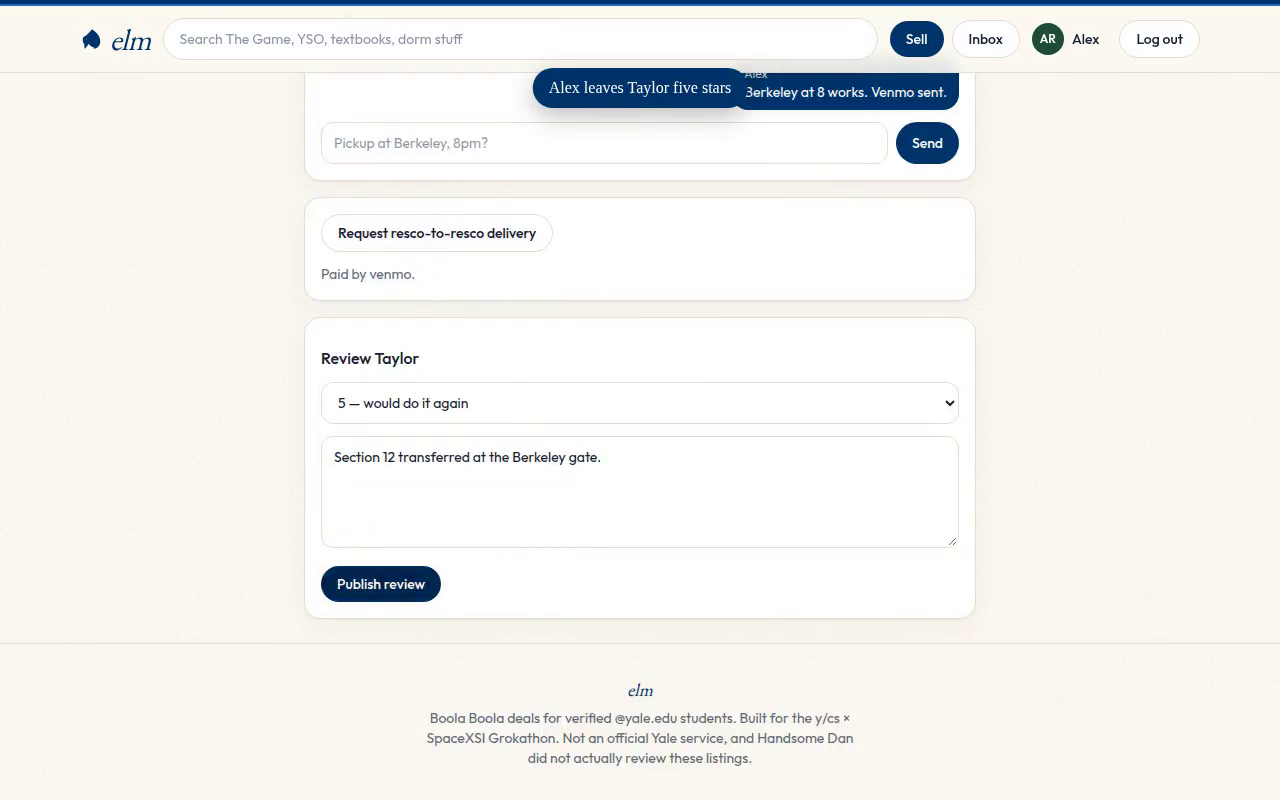 elm
Search The Game, YSO, textbooks, dorm stuff
Sell
Inbox
AR
Alex
Log out
Alex leaves Taylor five stars
Alex
Berkeley at 8 works. Venmo sent.
Pickup at Berkeley, 8pm?
Send
Request resco-to-resco delivery
Paid by venmo.
Review Taylor
5 — would do it again
Section 12 transferred at the Berkeley gate.
Publish review
elm
Boola Boola deals for verified @yale.edu students. Built for the y/cs ×
SpaceXSI Grokathon. Not an official Yale service, and Handsome Dan
did not actually review these listings.